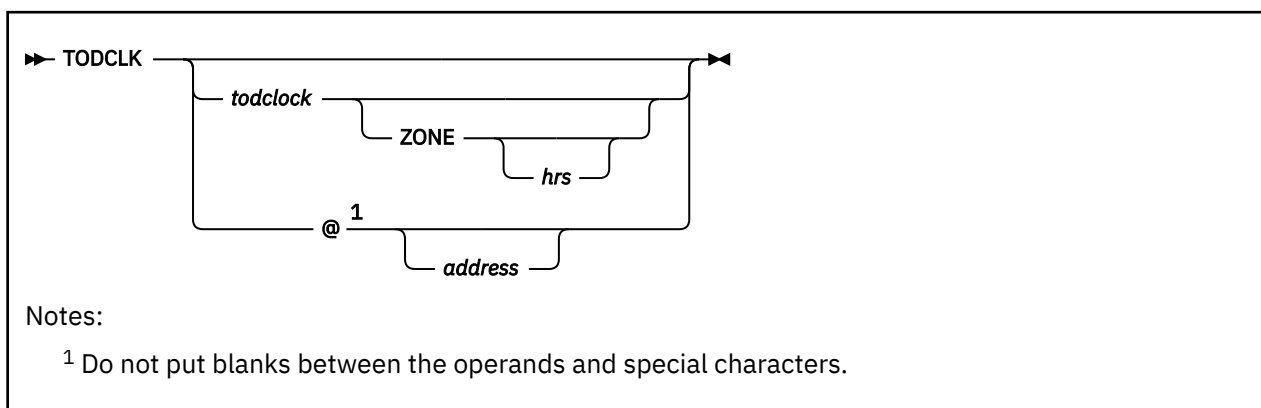 TODCLK
todclock
ZONE
hrs
@ 1
address
Notes:
1 Do not put blanks between the operands and special characters.